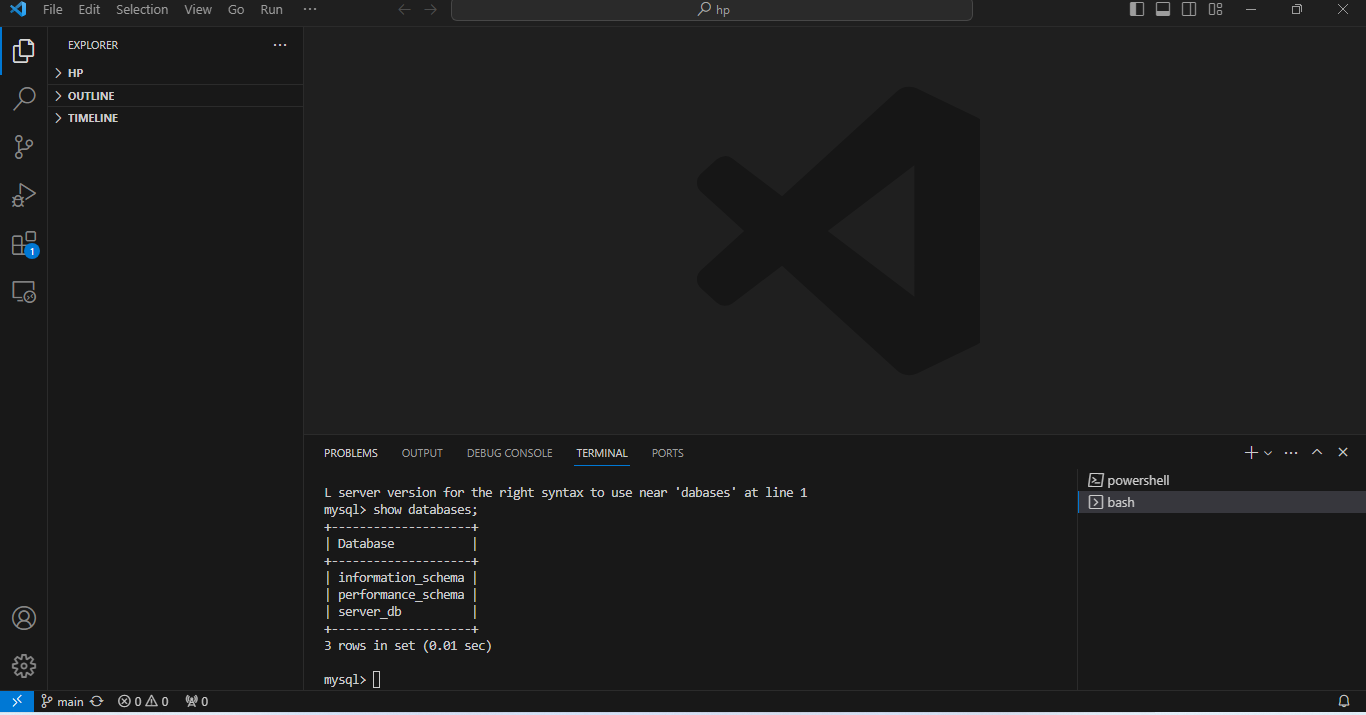 File Edit Selection View Go Run ···
hp
EXPLORER ···
HP
OUTLINE
TIMELINE
1
PROBLEMS OUTPUT DEBUG CONSOLE TERMINAL PORTS
L server version for the right syntax to use near 'dabases' at line 1
mysql> show databases;
+--------------------+
| Database           |
+--------------------+
| information_schema |
| performance_schema |
| server_db          |
+--------------------+
3 rows in set (0.01 sec)
mysql>
powershell
bash
main 0 0 0